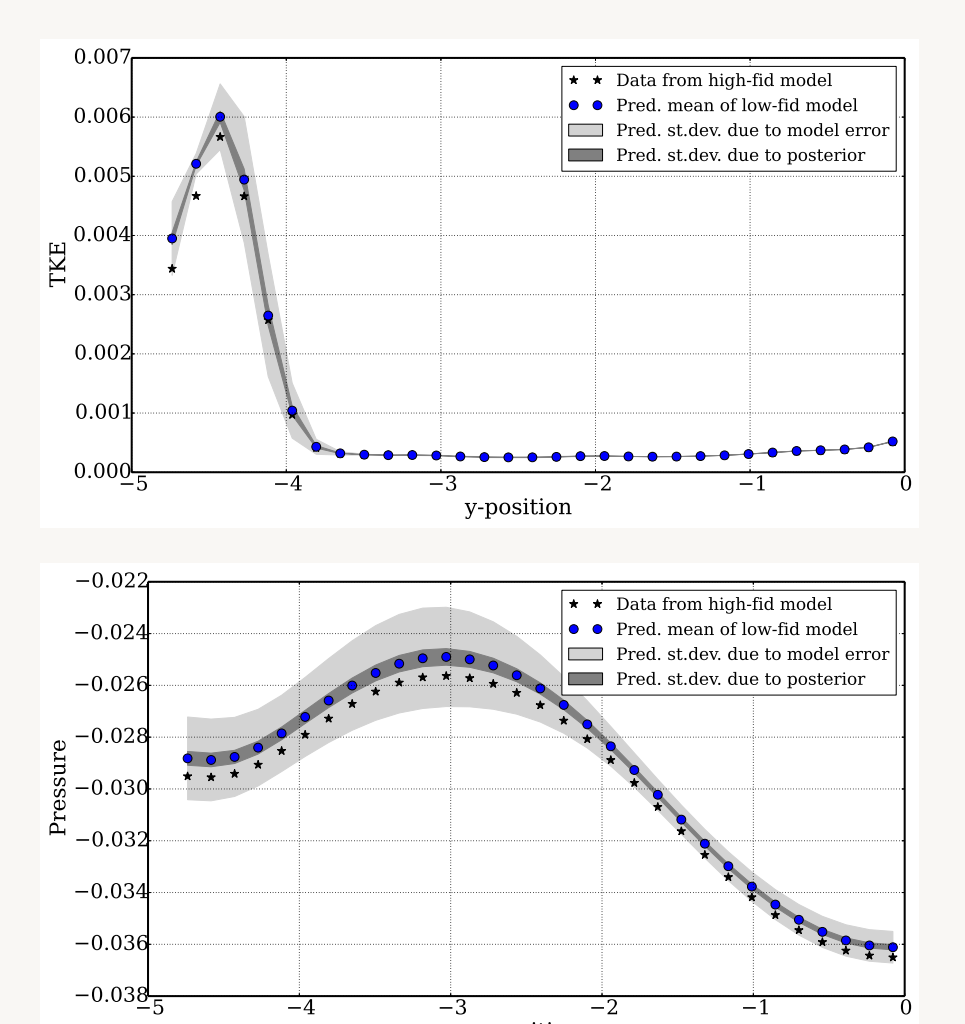 0.007
0.006
0.005
0.004
0.003
0.002
0.001
0.000
TKE
−5
−4
−3
−2
−1
0
y-position
Data from high-fid model
Pred. mean of low-fid model
Pred. st.dev. due to model error
Pred. st.dev. due to posterior
−0.022
−0.024
−0.026
−0.028
−0.030
−0.032
−0.034
−0.036
−0.038
Pressure
−5
−4
−3
−2
−1
0
Data from high-fid model
Pred. mean of low-fid model
Pred. st.dev. due to model error
Pred. st.dev. due to posterior